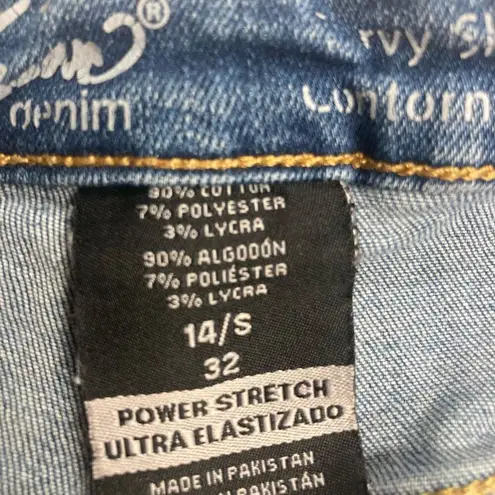 ®
denim
90% COTTON
7% POLYESTER
3% LYCRA
90% ALGODÓN
7% POLIÉSTER
3% LYCRA
14/S
32
POWER STRETCH
ULTRA ELASTIZADO
MADE IN PAKISTAN